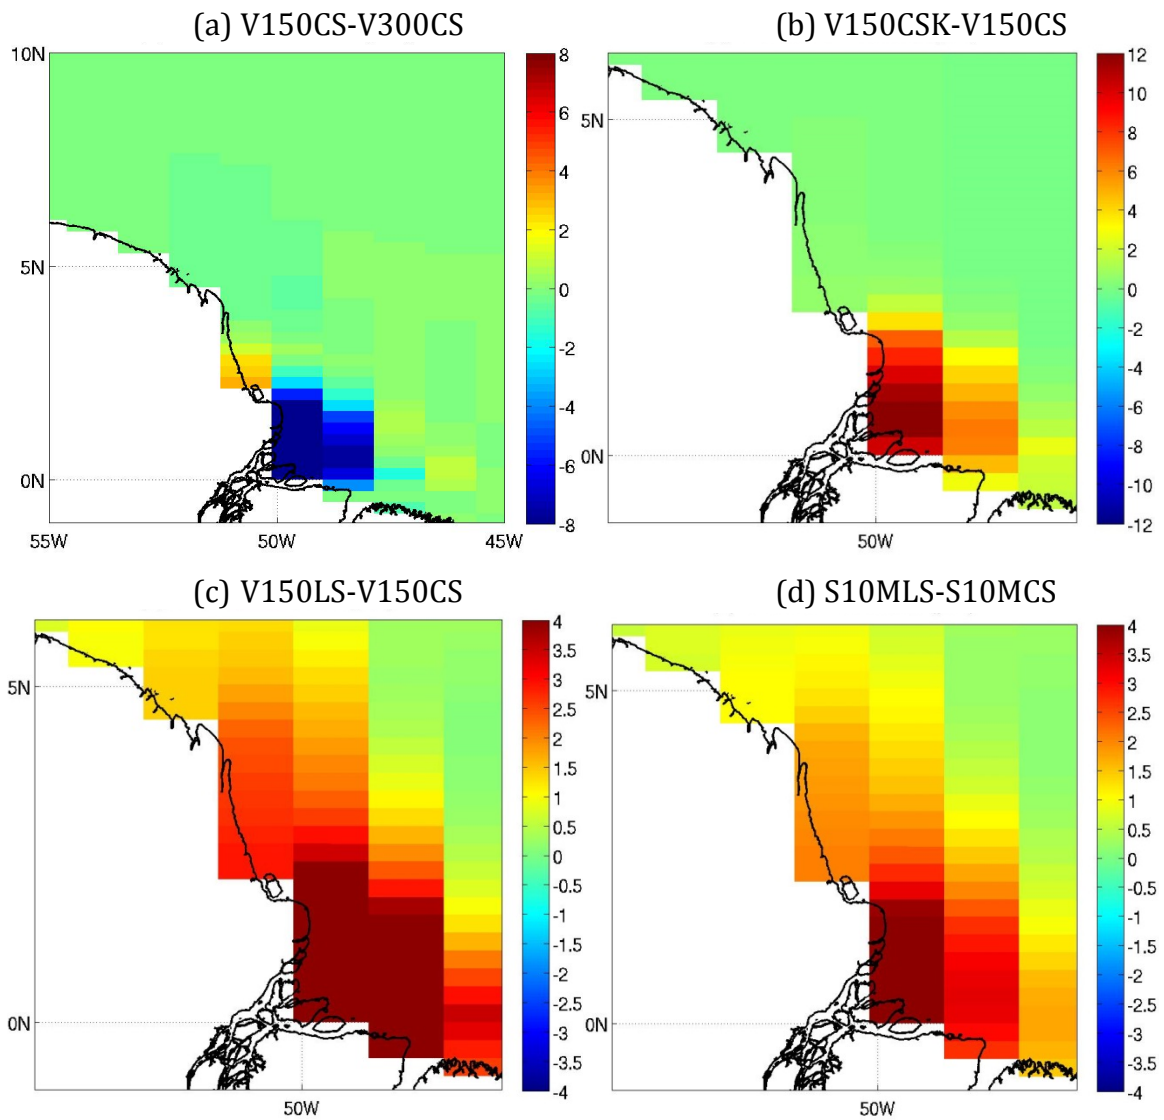 (a) V150CS-V300CS
10N
5N
0N
55W
50W
45W
8
6
4
2
0
-2
-4
-6
-8
(b) V150CSK-V150CS
5N
0N
50W
12
10
8
6
4
2
0
-2
-4
-6
-8
-10
-12
(c) V150LS-V150CS
5N
0N
50W
4
3.5
3
2.5
2
1.5
1
0.5
0
-0.5
-1
-1.5
-2
-2.5
-3
-3.5
-4
(d) S10MLS-S10MCS
5N
0N
50W
4
3.5
3
2.5
2
1.5
1
0.5
0
-0.5
-1
-1.5
-2
-2.5
-3
-3.5
-4